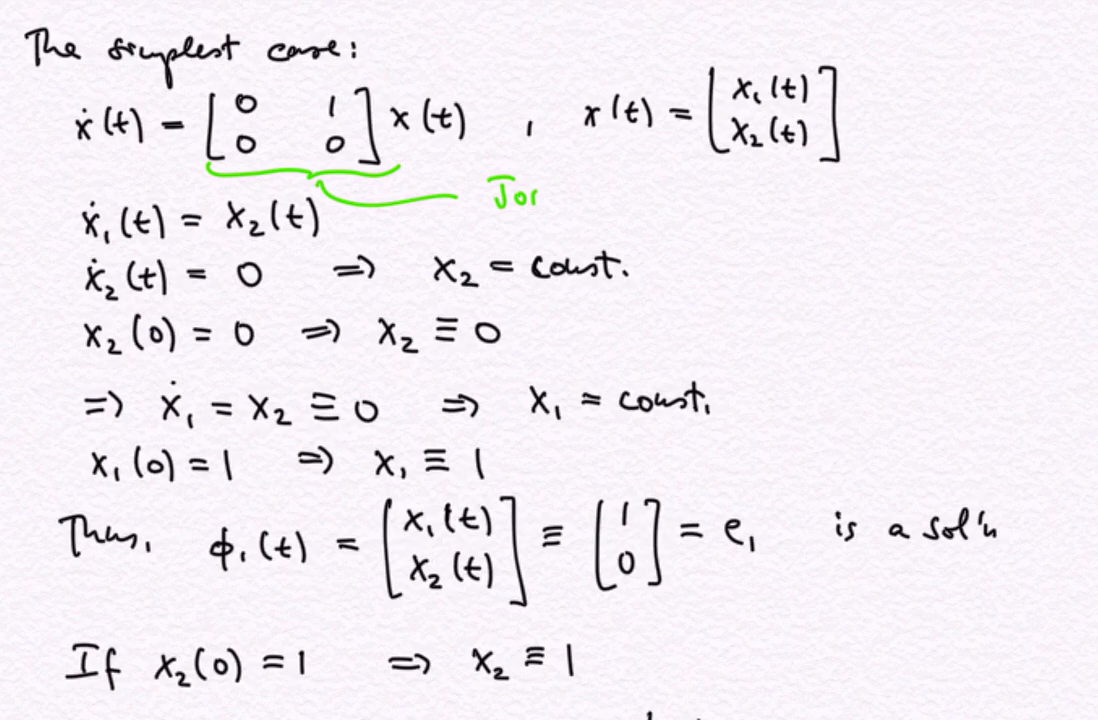 The simplest case:
ẋ(t) = [0 1; 0 0] x(t) , x(t) = [x₁(t); x₂(t)]
Jor
ẋ₁(t) = x₂(t)
ẋ₂(t) = 0 ⇒ x₂ = const.
x₂(0) = 0 ⇒ x₂ ≡ 0
⇒ ẋ₁ = x₂ ≡ 0 ⇒ x₁ = const.
x₁(0) = 1 ⇒ x₁ ≡ 1
Thus, ϕ₁(t) = [x₁(t); x₂(t)] ≡ [1; 0] = e₁ is a sol'n
If x₂(0) = 1 ⇒ x₂ ≡ 1